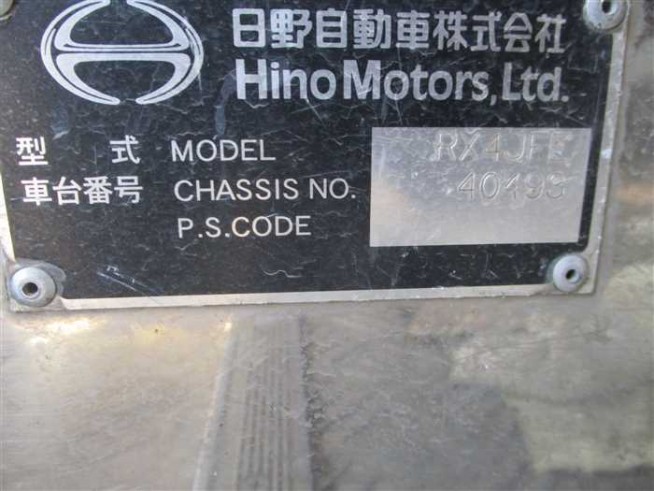 日野自動車株式会社
Hino Motors, Ltd.
型 式 MODEL RX4JFE
車台番号 CHASSIS NO. 40493
P.S.CODE